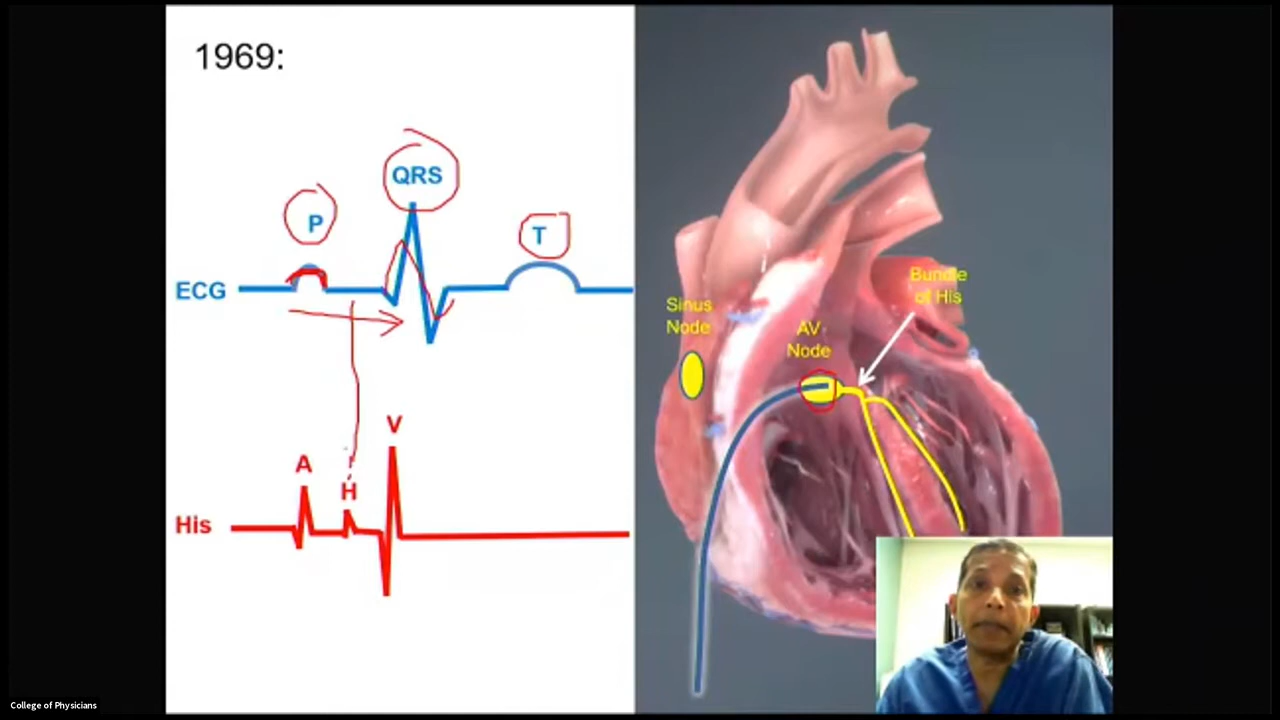 1969:
QRS
P
T
ECG
A
H
V
His
Sinus
Node
AV
Node
Bundle
of His
College of Physicians